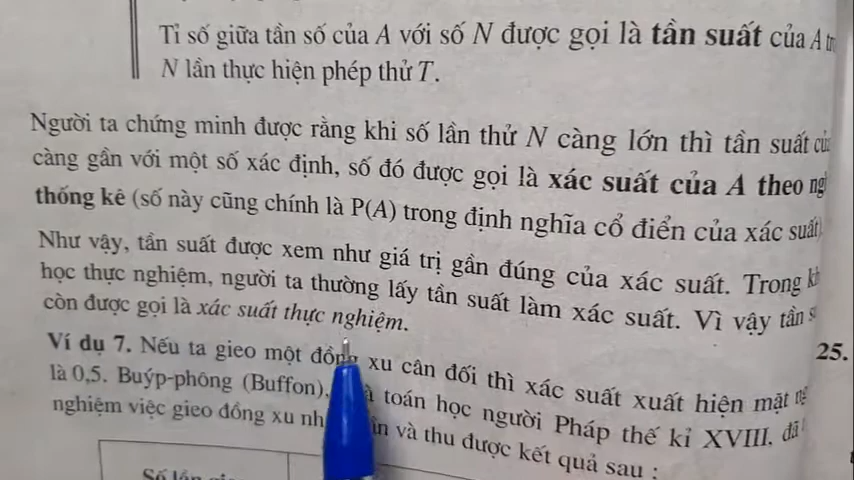 Tỉ số giữa tần số của A với số N được gọi là tần suất của A
N lần thực hiện phép thử T.
Người ta chứng minh được rằng khi số lần thử N càng lớn thì tần suất
càng gần với một số xác định, số đó được gọi là xác suất của A theo
thống kê (số này cũng chính là P(A) trong định nghĩa cổ điển của xác suất)
Như vậy, tần suất được xem như giá trị gần đúng của xác suất. Trong
học thực nghiệm, người ta thường lấy tần suất làm xác suất. Vì vậy tần
còn được gọi là xác suất thực nghiệm.
25.
Ví dụ 7. Nếu ta gieo một đồng xu cân đối thì xác suất xuất hiện mặt
là 0,5. Buýp-phông (Buffon), toán học người Pháp thế kỉ XVIII, đã
nghiệm việc gieo đồng xu và thu được kết quả sau :
Số lần